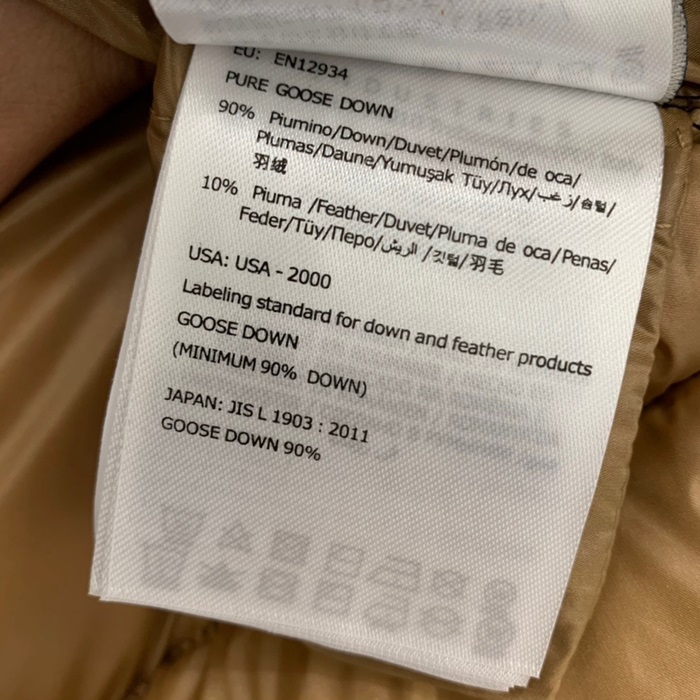 EU: EN12934
PURE GOOSE DOWN
90% Piumino/Down/Duvet/Plumón/de oca/
Plumas/Daune/Yumuşak Tüy/Лух/زغب/솜털/
羽絨
10% Piuma /Feather/Duvet/Pluma de oca/Penas/
Feder/Tüy/Перо/الريش /깃털/羽毛
USA: USA - 2000
Labeling standard for down and feather products
GOOSE DOWN
(MINIMUM 90% DOWN)
JAPAN: JIS L 1903 : 2011
GOOSE DOWN 90%